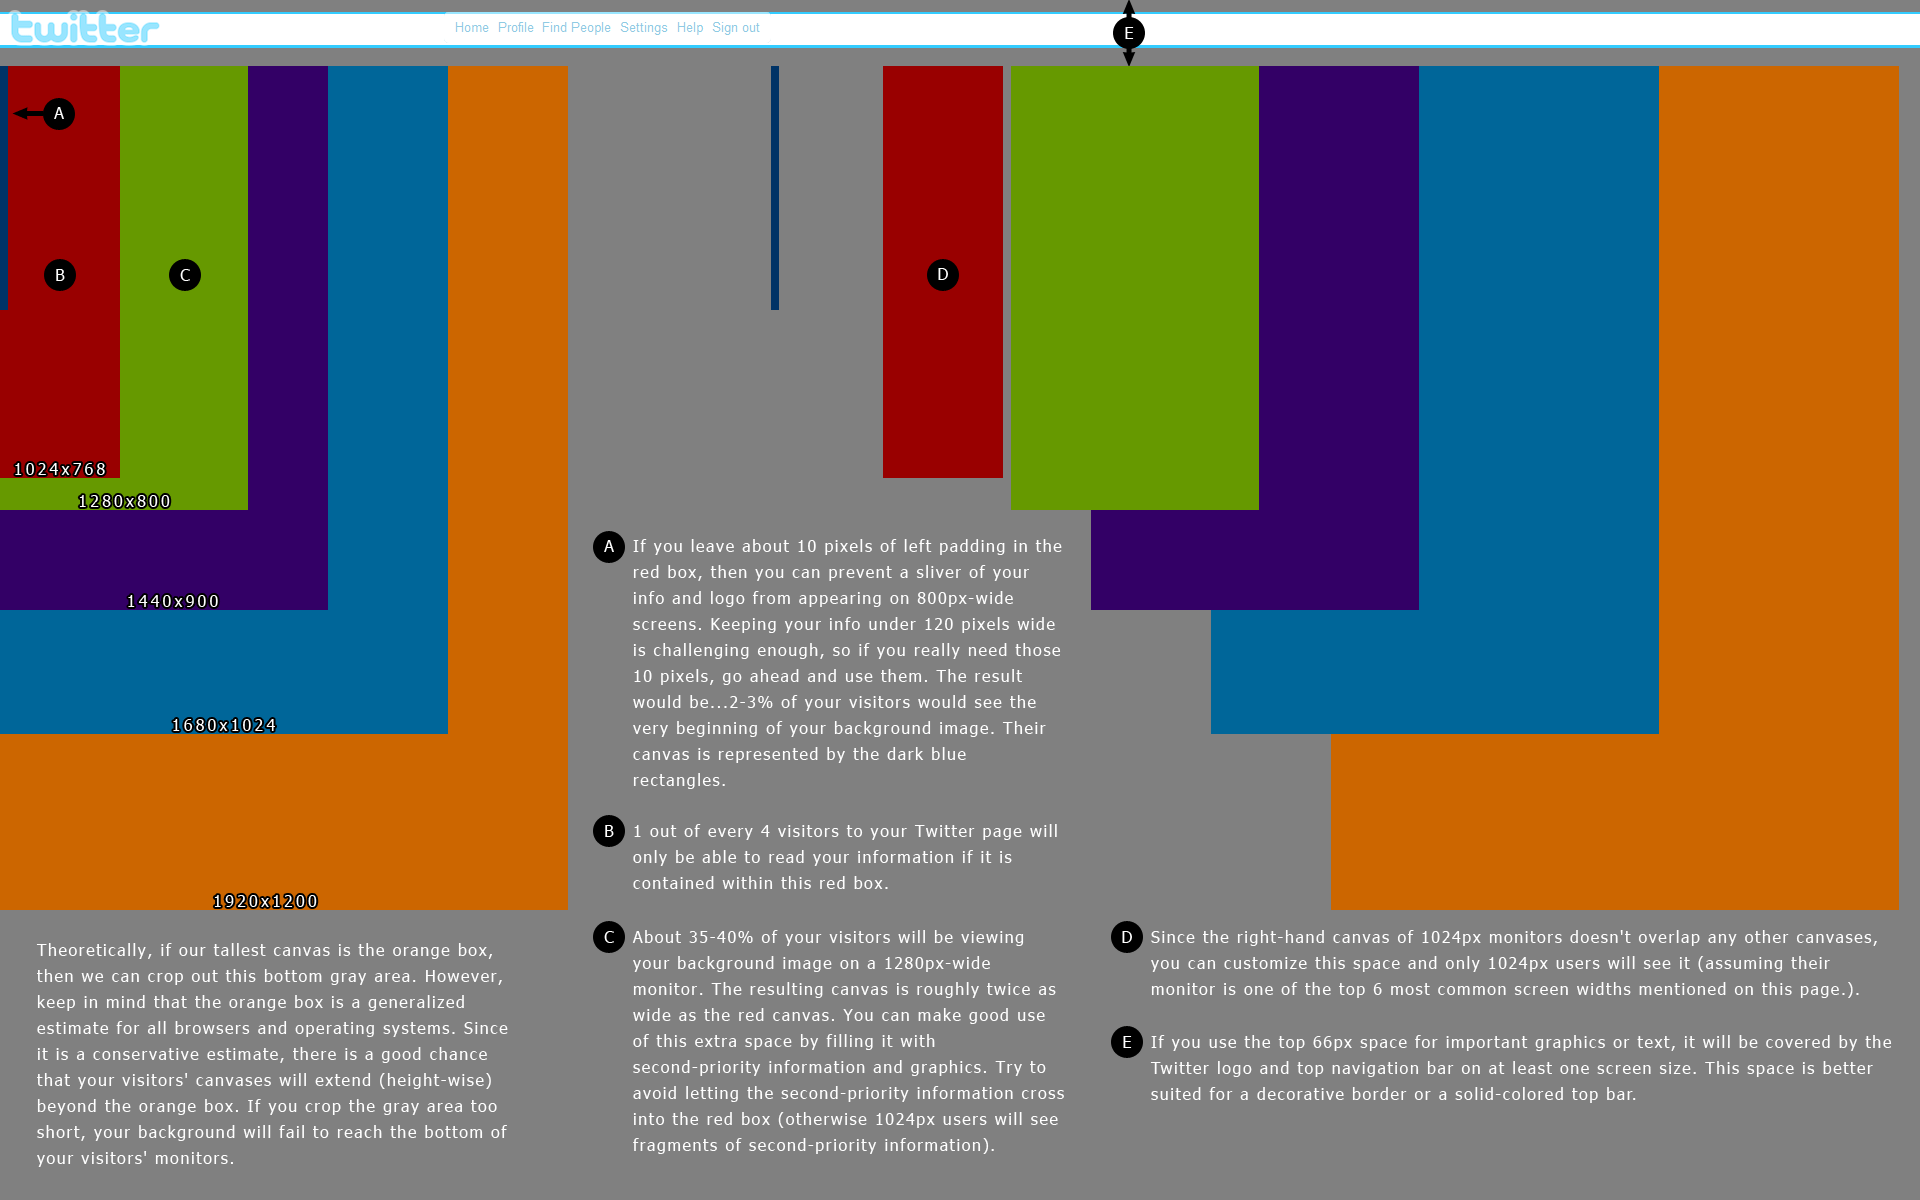 twitter
Home Profile Find People Settings Help Sign out
E
A
B
C
D
1024x768
1280x800
1440x900
1680x1024
1920x1200
Theoretically, if our tallest canvas is the orange box,
then we can crop out this bottom gray area. However,
keep in mind that the orange box is a generalized
estimate for all browsers and operating systems. Since
it is a conservative estimate, there is a good chance
that your visitors' canvases will extend (height-wise)
beyond the orange box. If you crop the gray area too
short, your background will fail to reach the bottom of
your visitors' monitors.
A If you leave about 10 pixels of left padding in the
red box, then you can prevent a sliver of your
info and logo from appearing on 800px-wide
screens. Keeping your info under 120 pixels wide
is challenging enough, so if you really need those
10 pixels, go ahead and use them. The result
would be...2-3% of your visitors would see the
very beginning of your background image. Their
canvas is represented by the dark blue
rectangles.
B 1 out of every 4 visitors to your Twitter page will
only be able to read your information if it is
contained within this red box.
C About 35-40% of your visitors will be viewing
your background image on a 1280px-wide
monitor. The resulting canvas is roughly twice as
wide as the red canvas. You can make good use
of this extra space by filling it with
second-priority information and graphics. Try to
avoid letting the second-priority information cross
into the red box (otherwise 1024px users will see
fragments of second-priority information).
D Since the right-hand canvas of 1024px monitors doesn't overlap any other canvases,
you can customize this space and only 1024px users will see it (assuming their
monitor is one of the top 6 most common screen widths mentioned on this page.).
E If you use the top 66px space for important graphics or text, it will be covered by the
Twitter logo and top navigation bar on at least one screen size. This space is better
suited for a decorative border or a solid-colored top bar.